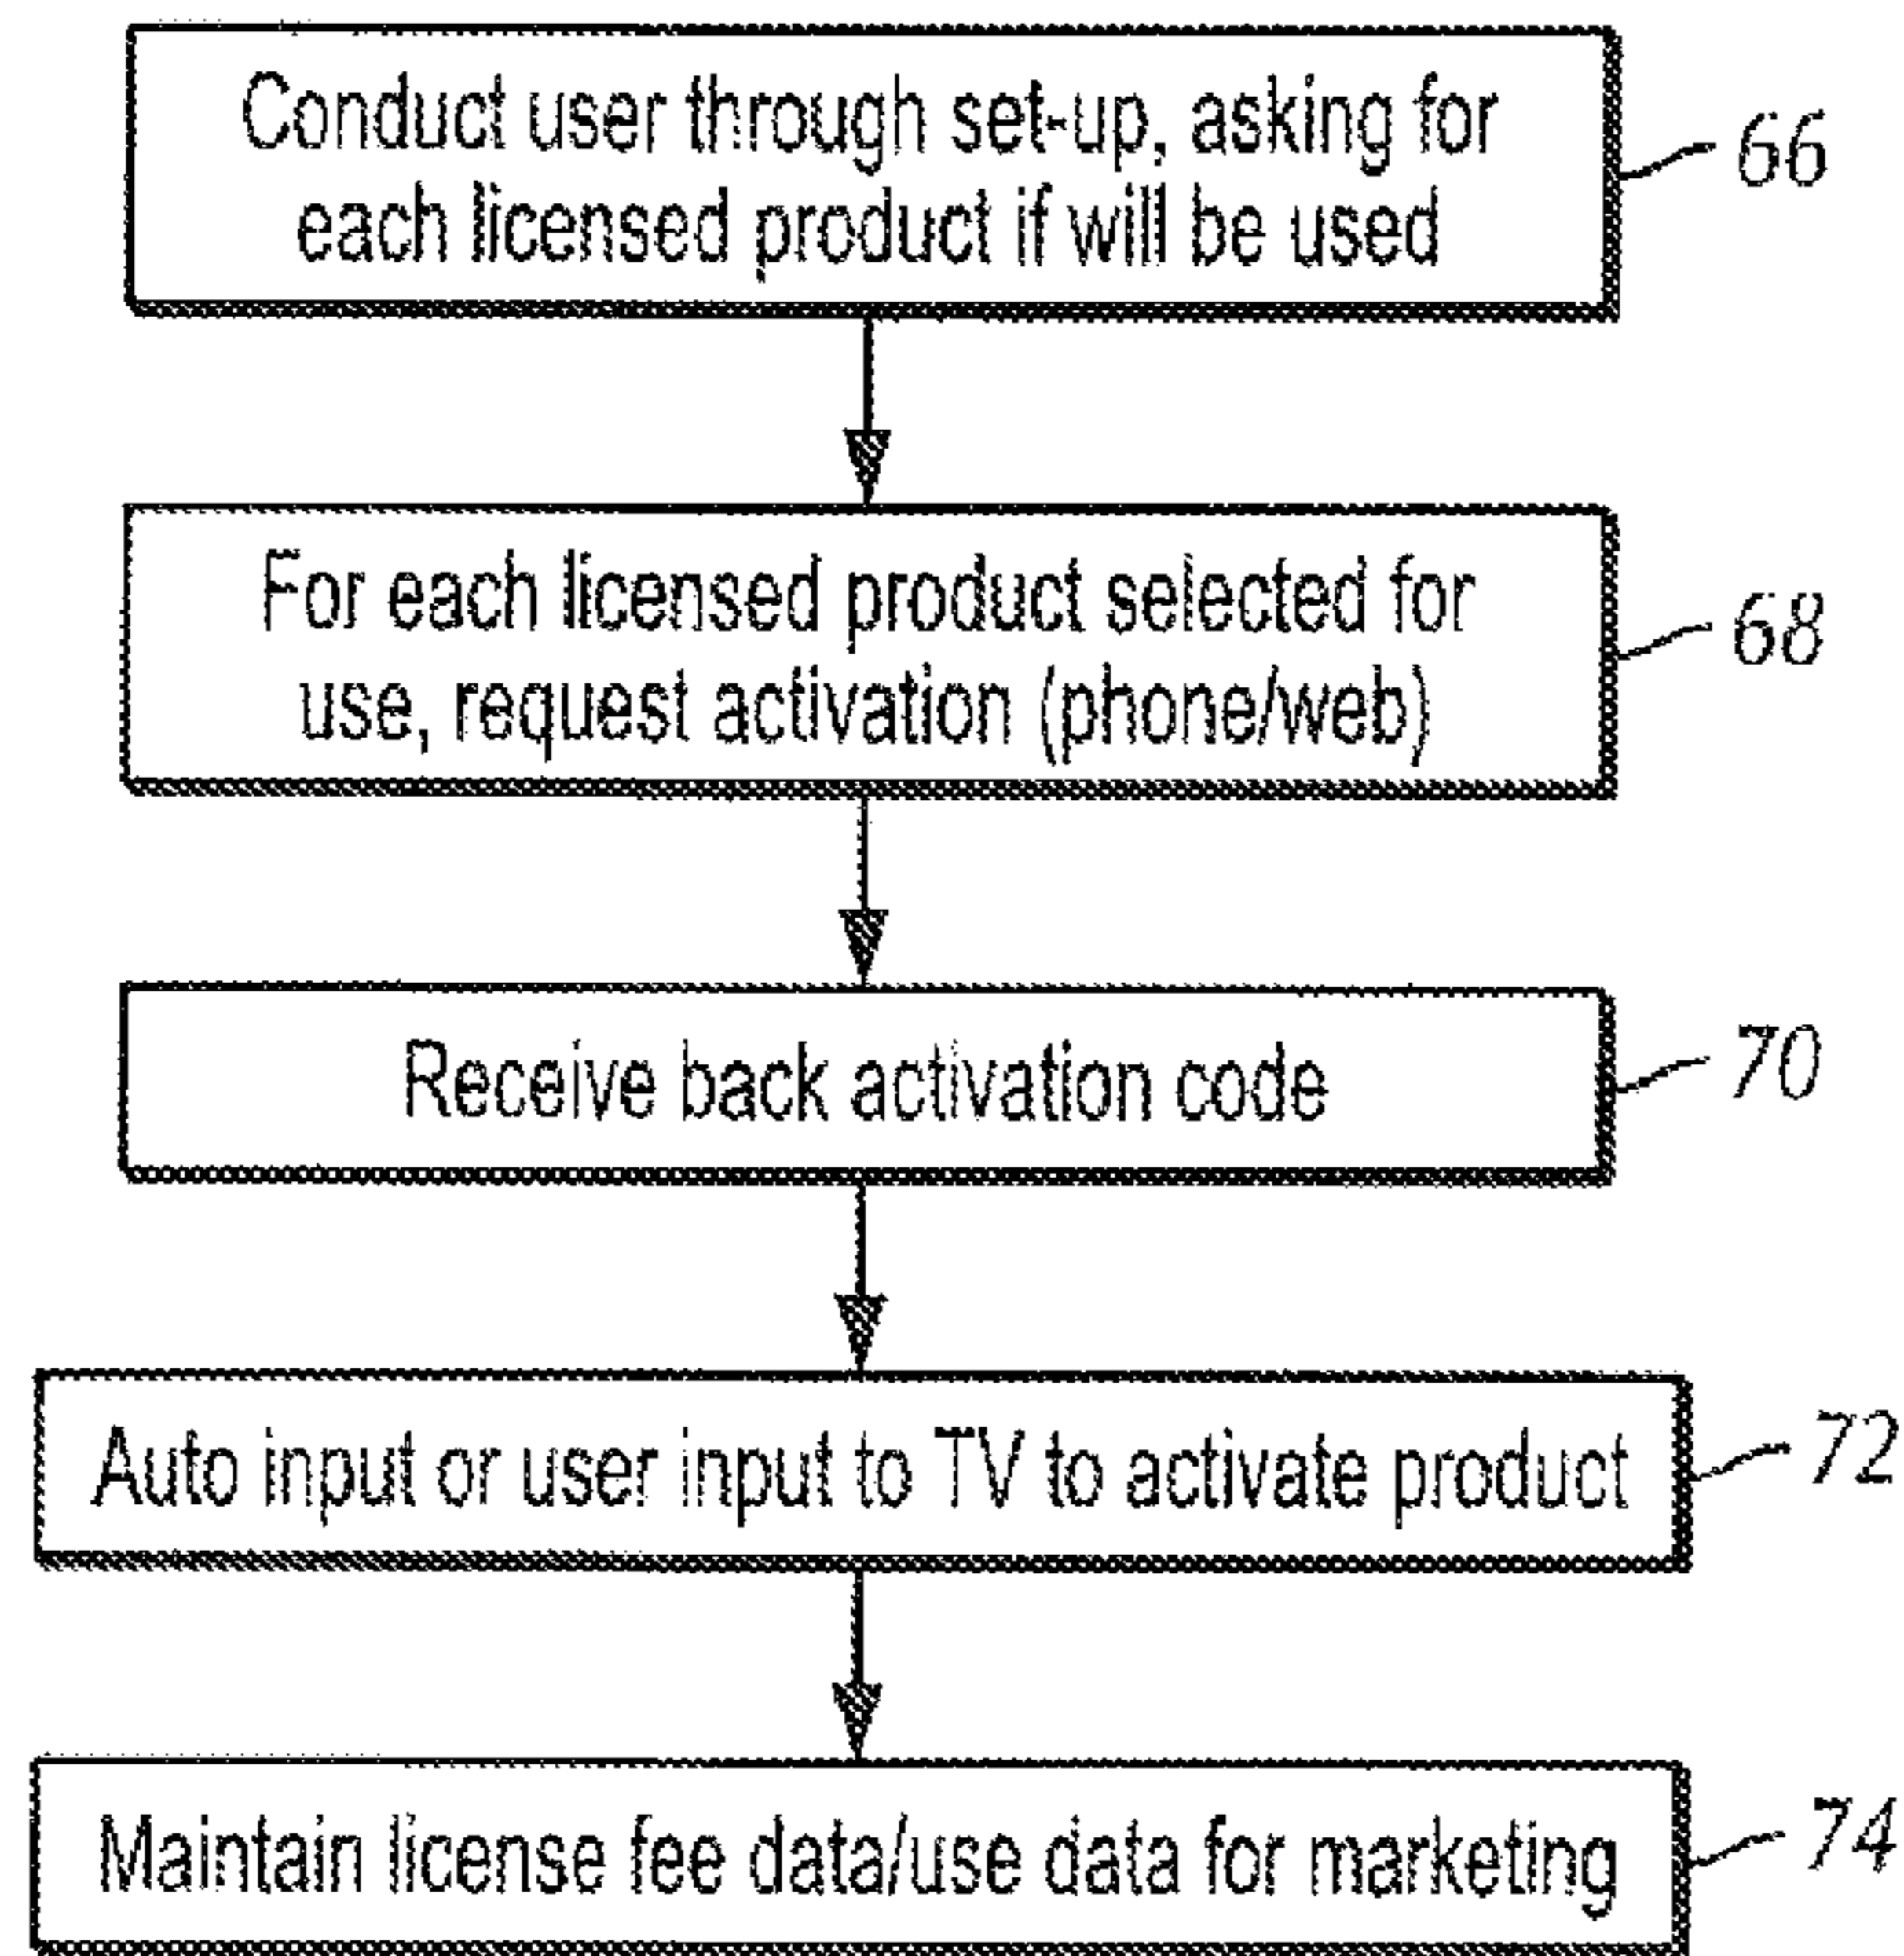 Conduct user through set-up, asking for
each licensed product if will be used
66
For each licensed product selected for
use, request activation (phone/web)
68
Receive back activation code
70
Auto input or user input to TV to activate product
72
Maintain license fee data/use data for marketing
74